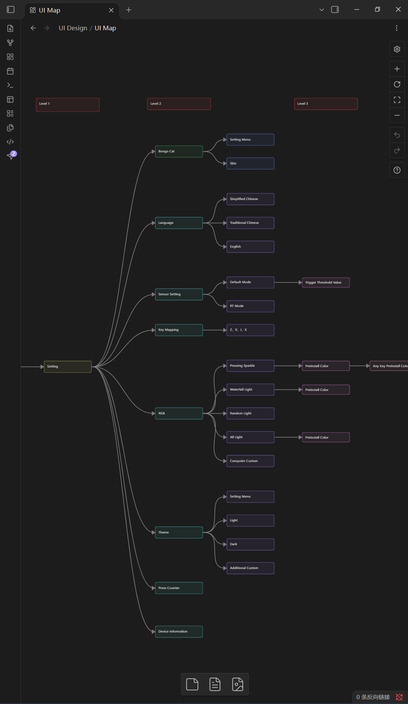 UI Map
UI Design / UI Map
Level 1
Level 2
Level 3
Setting
Bongo Cat
Setting Menu
Skin
Language
Simplified Chinese
Traditional Chinese
English
Sensor Setting
Default Mode
Trigger Threshold Value
RT Mode
Key Mapping
RGB
Pressing Sparkle
Preinstall Color
Any Key Preinstall Colo
Waterfall Light
Preinstall Color
Random Light
All Light
Preinstall Color
Computer Custom
Theme
Setting Menu
Light
Dark
Additional Custom
Press Counter
Device Information
0 条反向链接